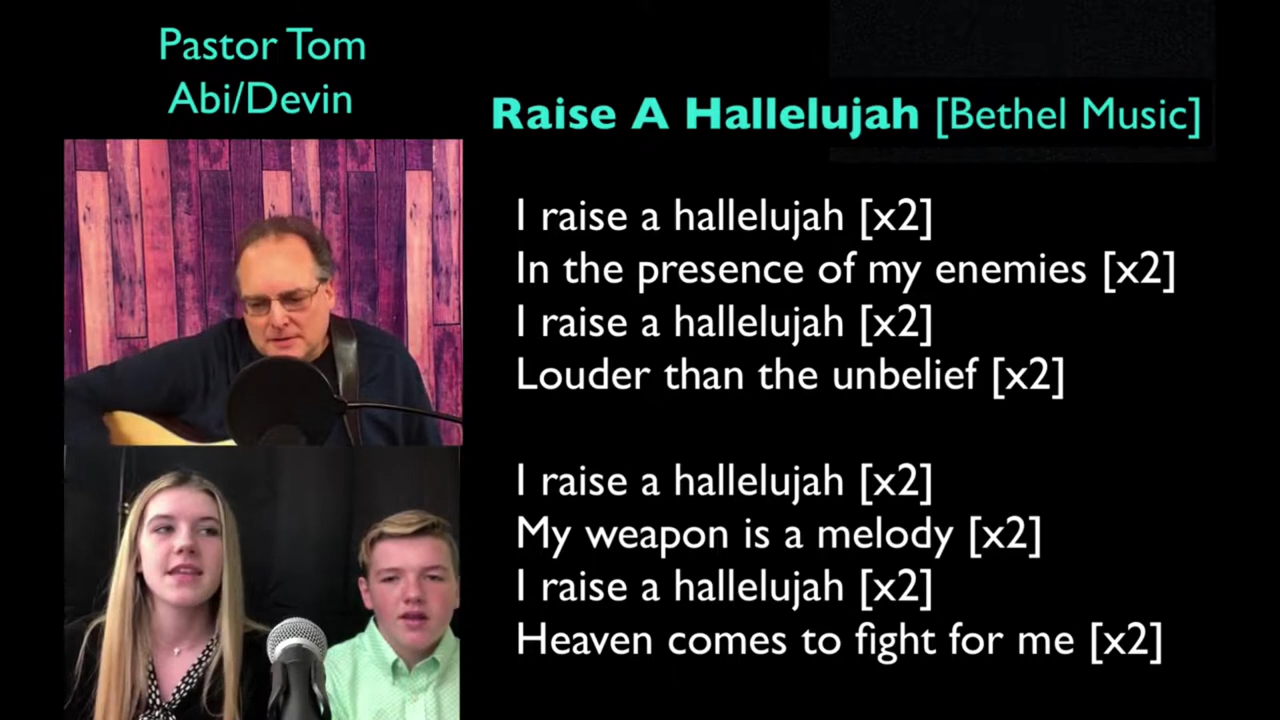 Pastor Tom
Abi/Devin
Raise A Hallelujah [Bethel Music]
I raise a hallelujah [x2]
In the presence of my enemies [x2]
I raise a hallelujah [x2]
Louder than the unbelief [x2]
I raise a hallelujah [x2]
My weapon is a melody [x2]
I raise a hallelujah [x2]
Heaven comes to fight for me [x2]